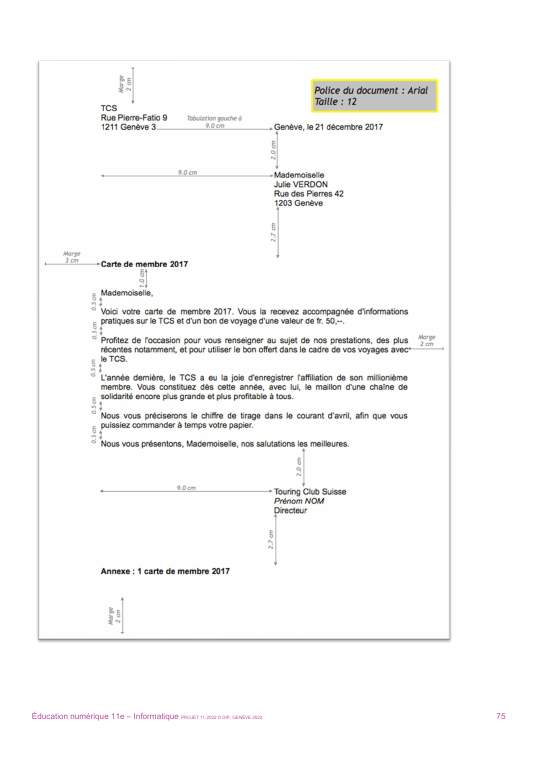 Marge
2 cm
Police du document : Arial
Taille : 12
TCS
Rue Pierre-Fatio 9
1211 Genève 3
Tabulation gauche à
9.0 cm
Genève, le 21 décembre 2017
2.0 cm
9.0 cm
Mademoiselle
Julie VERDON
Rue des Pierres 42
1203 Genève
2.7 cm
Marge
3 cm
Carte de membre 2017
1.0 cm
Mademoiselle,
0.5 cm
Voici votre carte de membre 2017. Vous la recevez accompagnée d'informations
pratiques sur le TCS et d'un bon de voyage d'une valeur de fr. 50,--.
0.5 cm
Profitez de l'occasion pour vous renseigner au sujet de nos prestations, des plus
récentes notamment, et pour utiliser le bon offert dans le cadre de vos voyages avec
le TCS.
Marge
2 cm
0.5 cm
L'année dernière, le TCS a eu la joie d'enregistrer l'affiliation de son millionième
membre. Vous constituez dès cette année, avec lui, le maillon d'une chaîne de
solidarité encore plus grande et plus profitable à tous.
0.5 cm
Nous vous préciserons le chiffre de tirage dans le courant d'avril, afin que vous
puissiez commander à temps votre papier.
0.5 cm
Nous vous présentons, Mademoiselle, nos salutations les meilleures.
2.0 cm
9.0 cm
Touring Club Suisse
Prénom NOM
Directeur
2.7 cm
Annexe : 1 carte de membre 2017
Marge
2 cm
Éducation numérique 11e – Informatique PROJET 11.2022 © DIP, GENÈVE 2022
75